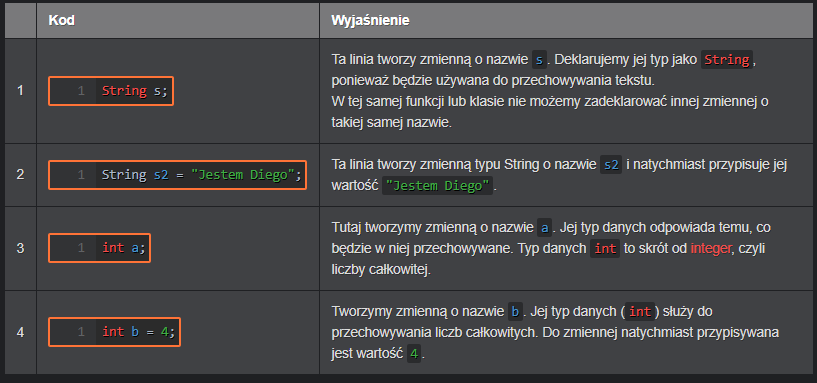 Kod Wyjaśnienie
1
1 String s;
Ta linia tworzy zmienną o nazwie s. Deklarujemy jej typ jako String,
ponieważ będzie używana do przechowywania tekstu.
W tej samej funkcji lub klasie nie możemy zadeklarować innej zmiennej o
takiej samej nazwie.
2
1 String s2 = "Jestem Diego";
Ta linia tworzy zmienną typu String o nazwie s2 i natychmiast przypisuje jej
wartość "Jestem Diego".
3
1 int a;
Tutaj tworzymy zmienną o nazwie a. Jej typ danych odpowiada temu, co
będzie w niej przechowywane. Typ danych int to skrót od integer, czyli
liczby całkowitej.
4
1 int b = 4;
Tworzymy zmienną o nazwie b. Jej typ danych (int) służy do
przechowywania liczb całkowitych. Do zmiennej natychmiast przypisywana
jest wartość 4.